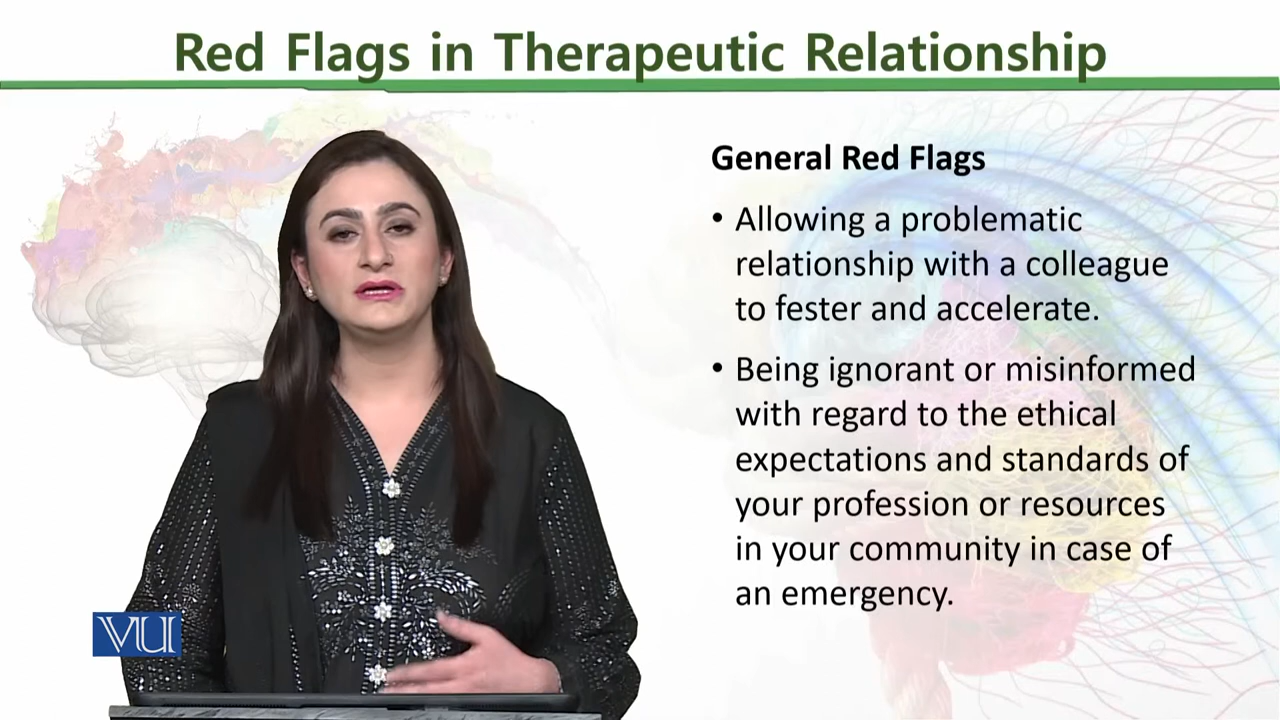 Red Flags in Therapeutic Relationship
General Red Flags
• Allowing a problematic
relationship with a colleague
to fester and accelerate.
• Being ignorant or misinformed
with regard to the ethical
expectations and standards of
your profession or resources
in your community in case of
an emergency.
VU